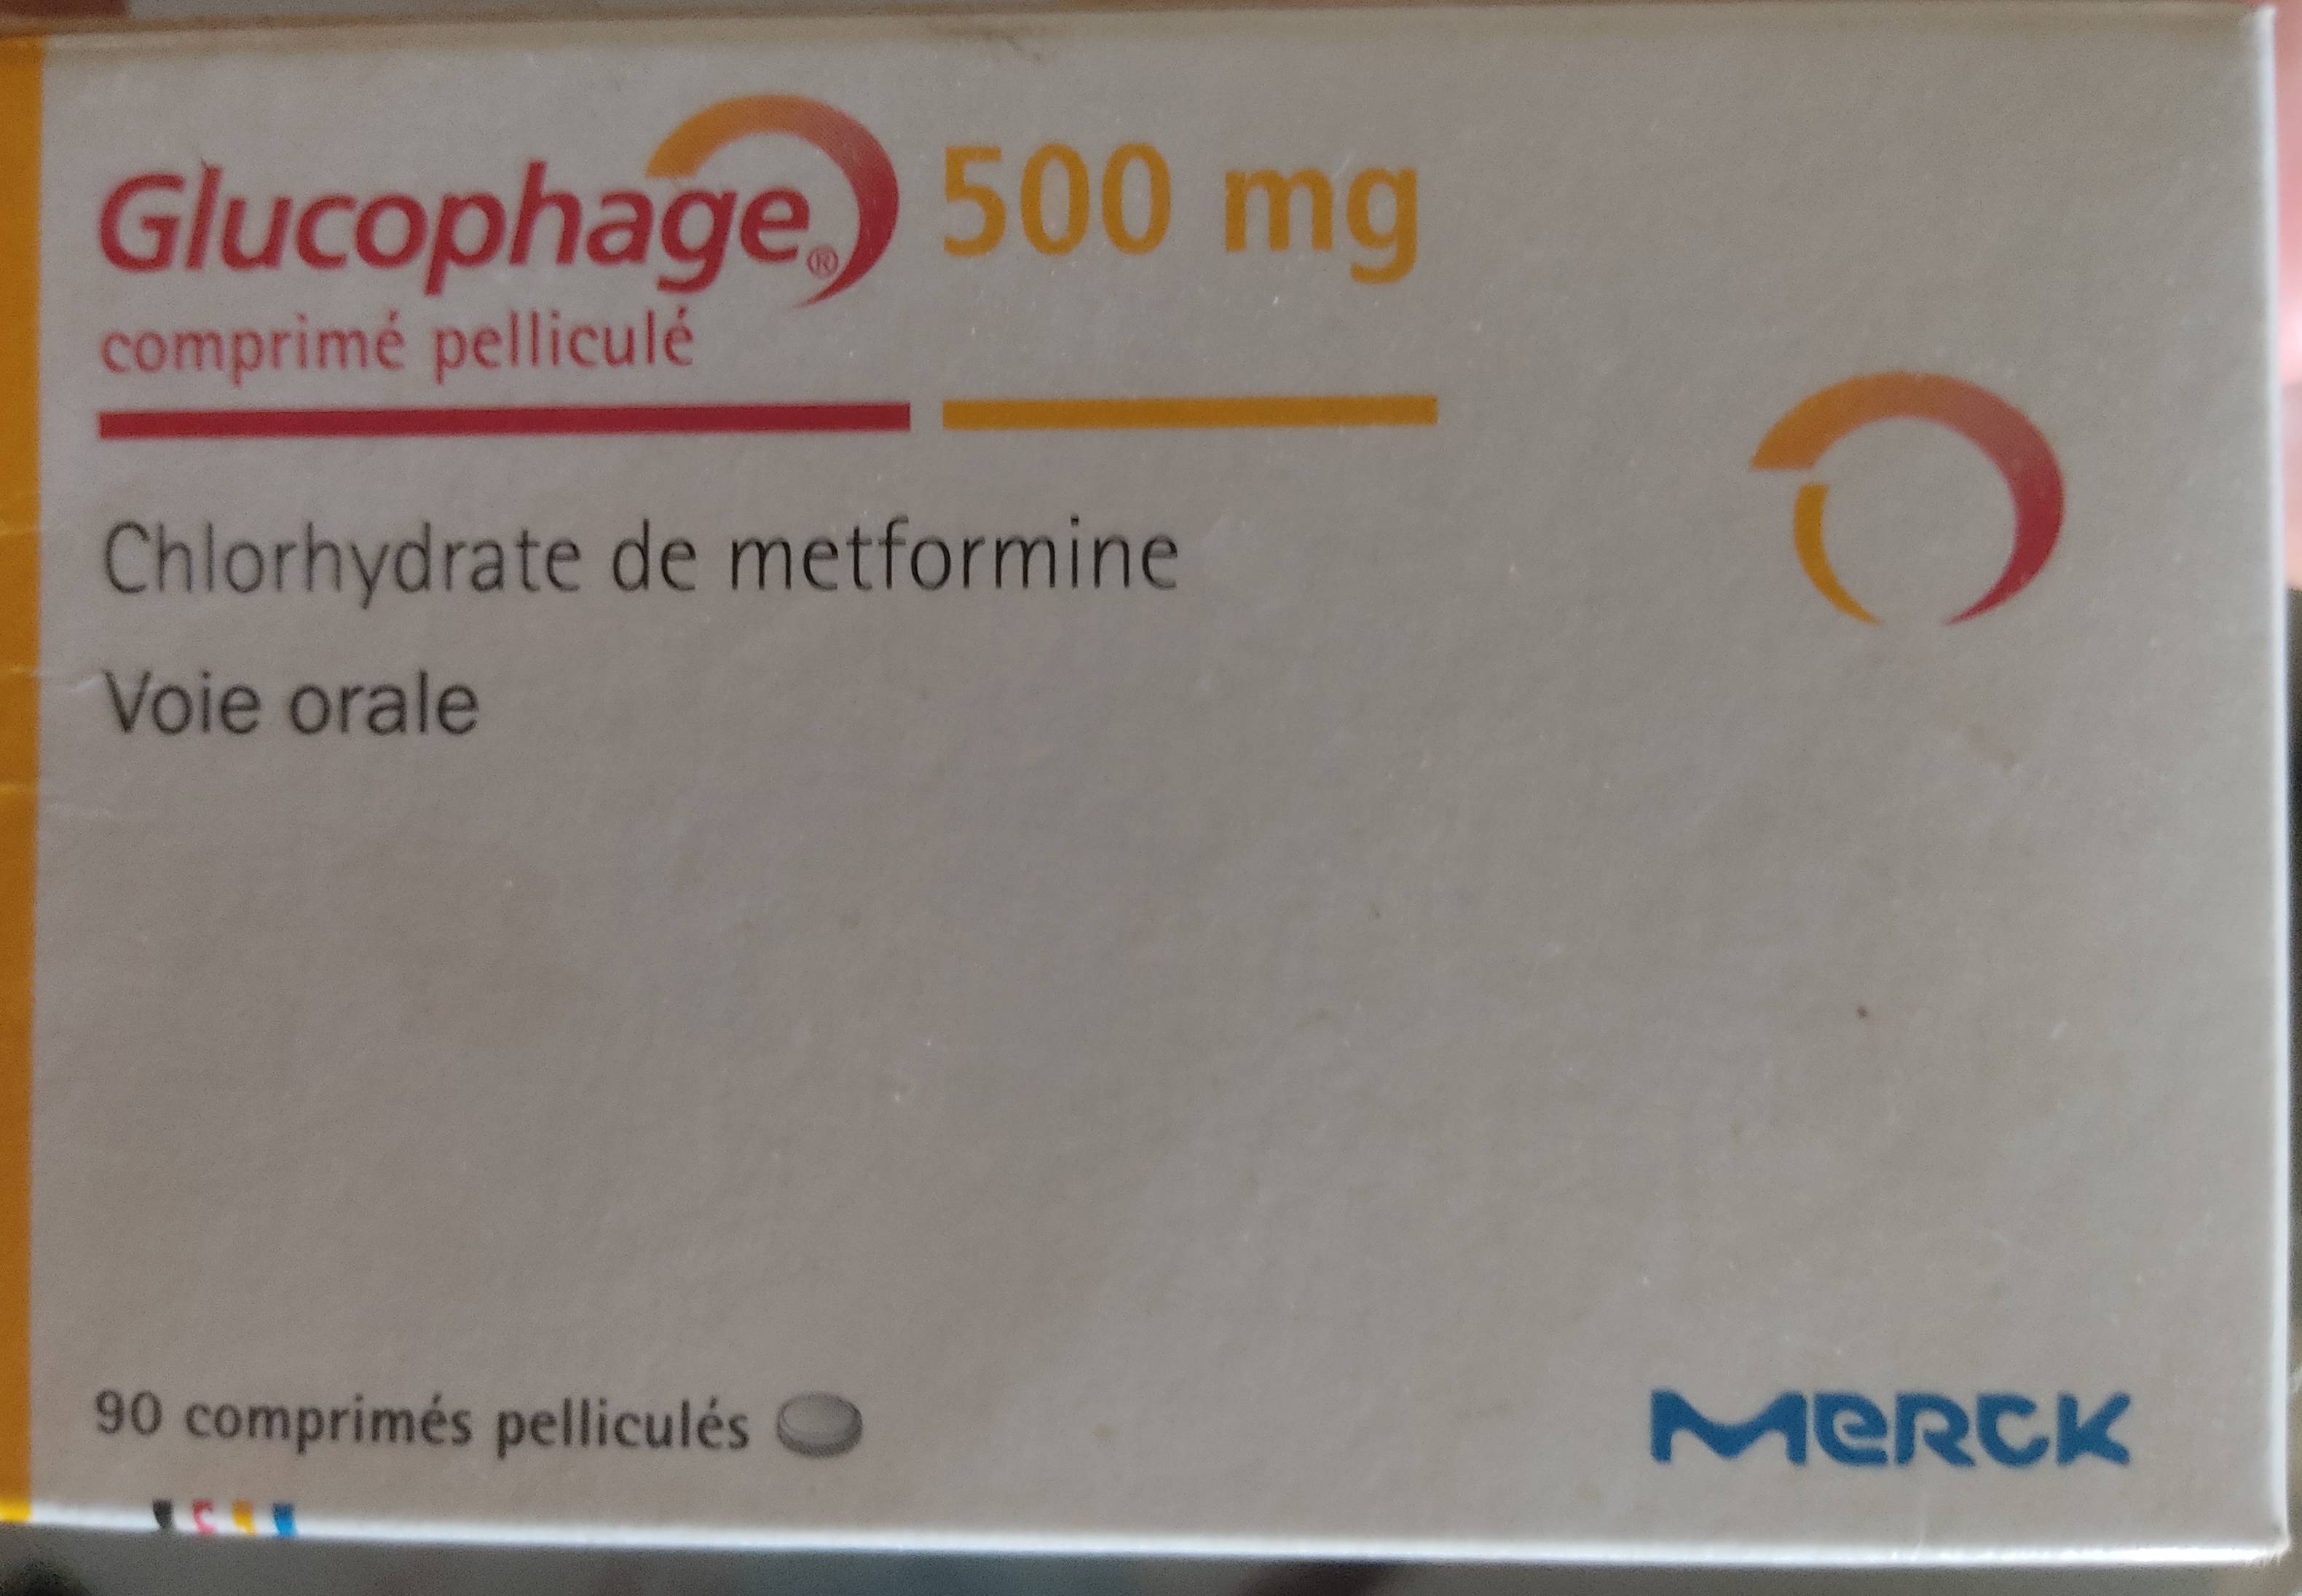 Glucophage® 500 mg
comprimé pelliculé
Chlorhydrate de metformine
Voie orale
90 comprimés pelliculés
MERCK